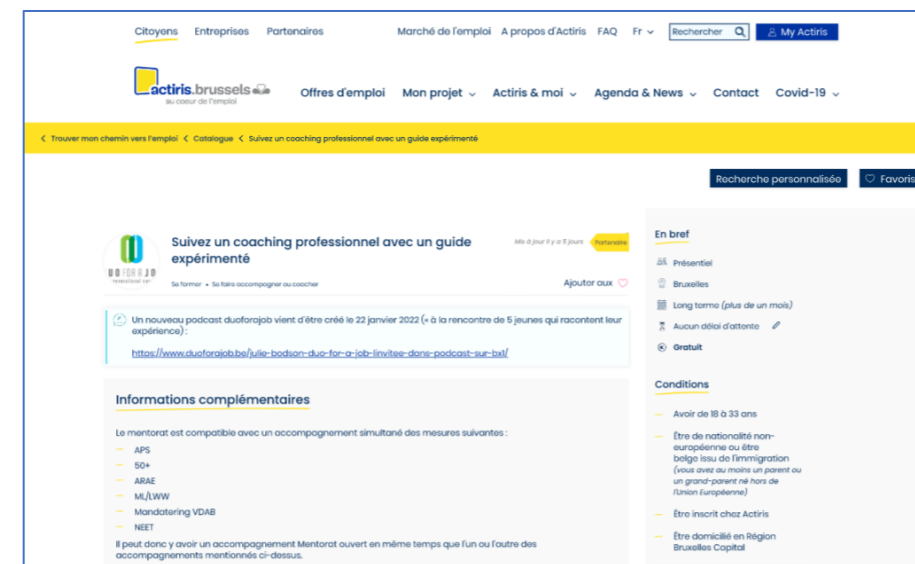 Citoyens Entreprises Partenaires Marché de l'emploi A propos d'Actiris FAQ Fr Rechercher My Actiris
actiris.brussels
au coeur de l'emploi
Offres d'emploi Mon projet Actiris & moi Agenda & News Contact Covid-19
Trouver mon chemin vers l'emploi Catalogue Suivez un coaching professionnel avec un guide expérimenté
Recherche personnalisée Favoris
Suivez un coaching professionnel avec un guide
expérimenté
Mis à jour il y a 5 jours Partenaire
UO FOR A JO
Se former • Se faire accompagner ou coacher Ajouter aux
Un nouveau podcast duoforajob vient d'être créé le 22 janvier 2022 (« à la rencontre de 5 jeunes qui racontent leur
expérience) :
https://www.duoforajob.be/julie-bodson-duo-for-a-job-linvitee-dans-podcast-sur-bx1/
Informations complémentaires
Le mentorat est compatible avec un accompagnement simultané des mesures suivantes :
— APS
— 50+
— ARAE
— ML/LWW
— Mandatering VDAB
— NEET
Il peut donc y avoir un accompagnement Mentorat ouvert en même temps que l'un ou l'autre des
accompagnements mentionnés ci-dessus.
En bref
Présentiel
Bruxelles
Long terme (plus de un mois)
Aucun délai d'attente
Gratuit
Conditions
— Avoir de 18 à 33 ans
— Être de nationalité non-
européenne ou être
belge issu de l'immigration
(vous avez au moins un parent ou
un grand-parent né hors de
l'Union Européenne)
— Être inscrit chez Actiris
— Être domicilié en Région
Bruxelles Capital